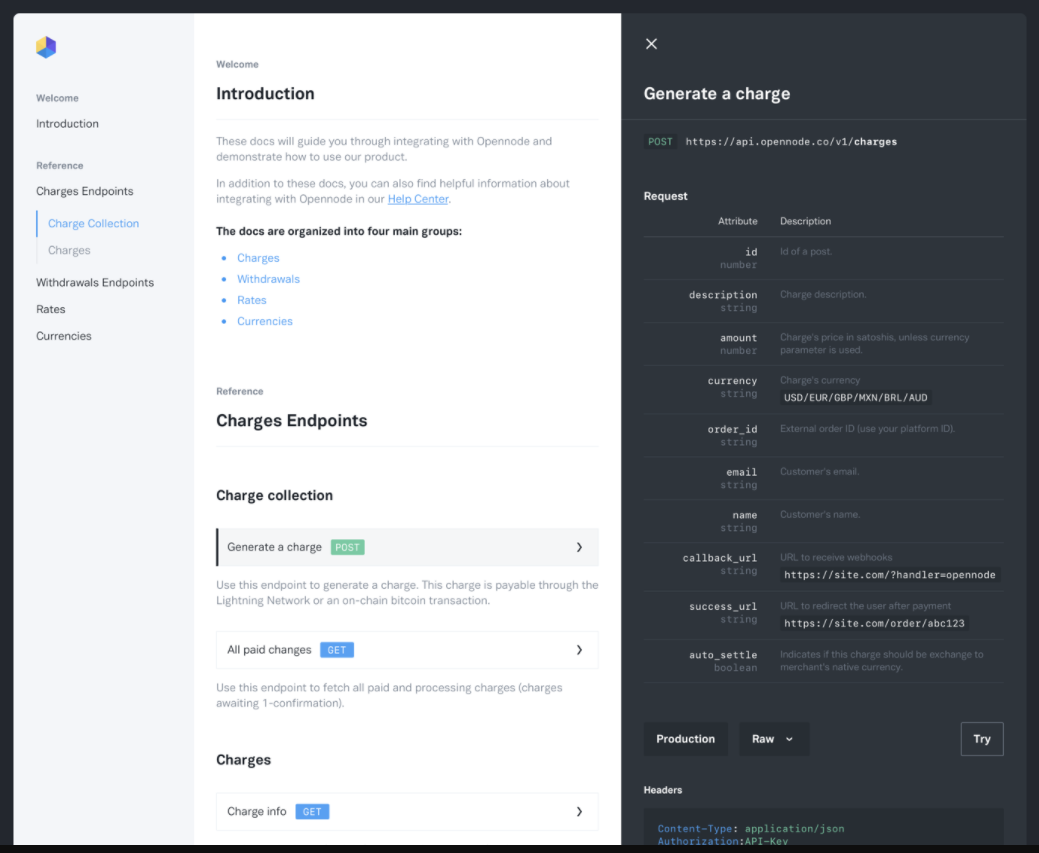 Welcome
Introduction
Reference
Charges Endpoints
Charge Collection
Charges
Withdrawals Endpoints
Rates
Currencies
Welcome
Introduction
These docs will guide you through integrating with Opennode and
demonstrate how to use our product.
In addition to these docs, you can also find helpful information about
integrating with Opennode in our Help Center.
The docs are organized into four main groups:
Charges
Withdrawals
Rates
Currencies
Reference
Charges Endpoints
Charge collection
Generate a charge POST
Use this endpoint to generate a charge. This charge is payable through the
Lightning Network or an on-chain bitcoin transaction.
All paid changes GET
Use this endpoint to fetch all paid and processing charges (charges
awaiting 1-confirmation).
Charges
Charge info GET
Generate a charge
POST https://api.opennode.co/v1/charges
Request
Attribute Description
id Id of a post.
number
description Charge description.
string
amount Charge's price in satoshis, unless currency
number parameter is used.
currency Charge's currency
string USD/EUR/GBP/MXN/BRL/AUD
order_id External order ID (use your platform ID).
string
email Customer's email.
string
name Customer's name.
string
callback_url URL to receive webhooks
string https://site.com/?handler=opennode
success_url URL to redirect the user after payment
string https://site.com/order/abc123
auto_settle Indicates if this charge should be exchange to
boolean merchant's native currency.
Production Raw Try
Headers
Content-Type: application/json
Authorization:API-Key